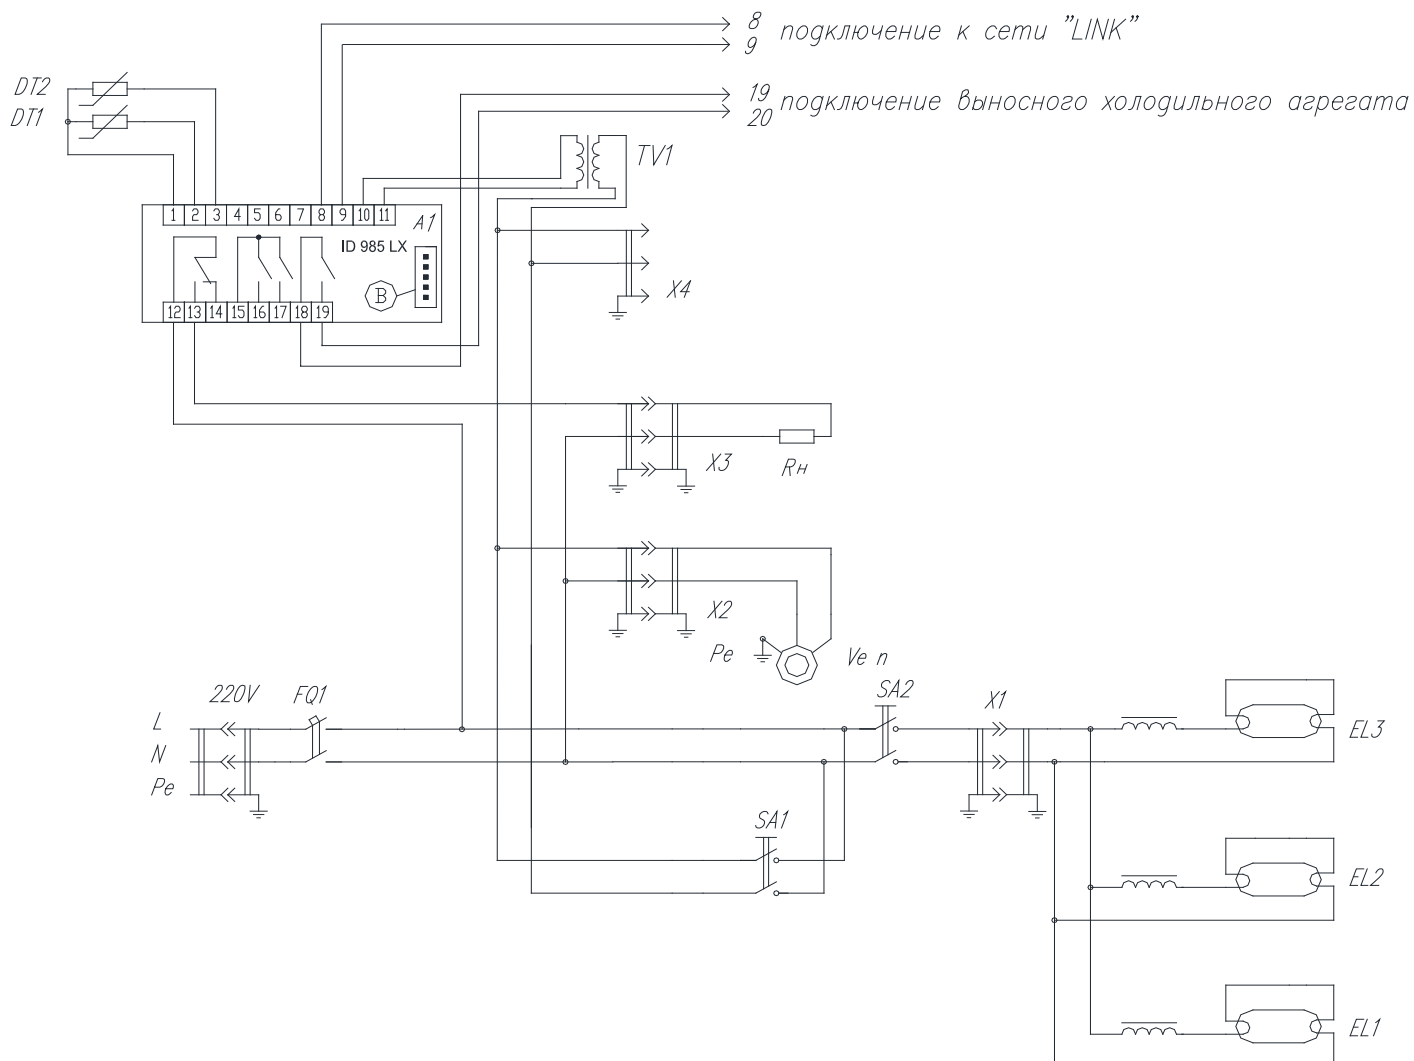 8
подключение к сети "LINK"
9
19
подключение выносного холодильного агрегата
20
DT2
DT1
TV1
1 2 3 4 5 6 7 8 9 10 11
A1
ID 985 LX
B
X4
12 13 14 15 16 17 18 19
X3
Rн
X2
Pe
Ve n
220V
FQ1
SA2
X1
L
EL3
N
Pe
SA1
EL2
EL1